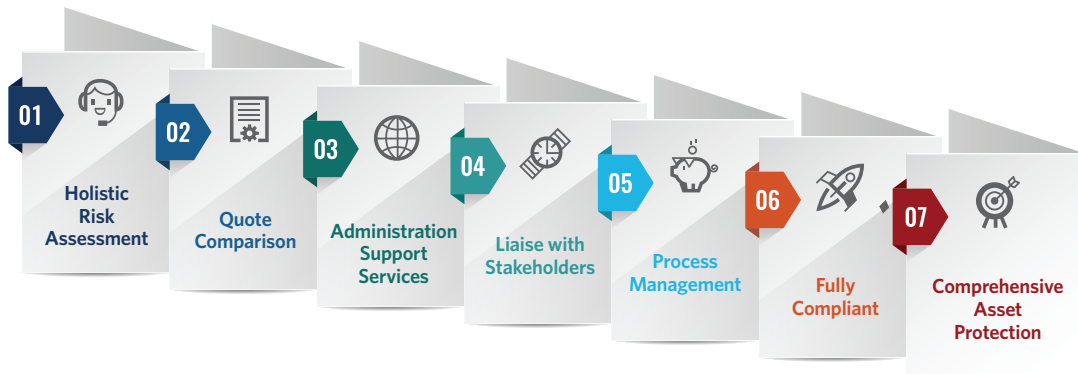 01
Holistic
Risk
Assessment
02
Quote
Comparison
03
Administration
Support
Services
04
Liaise with
Stakeholders
05
Process
Management
06
Fully
Compliant
07
Comprehensive
Asset
Protection